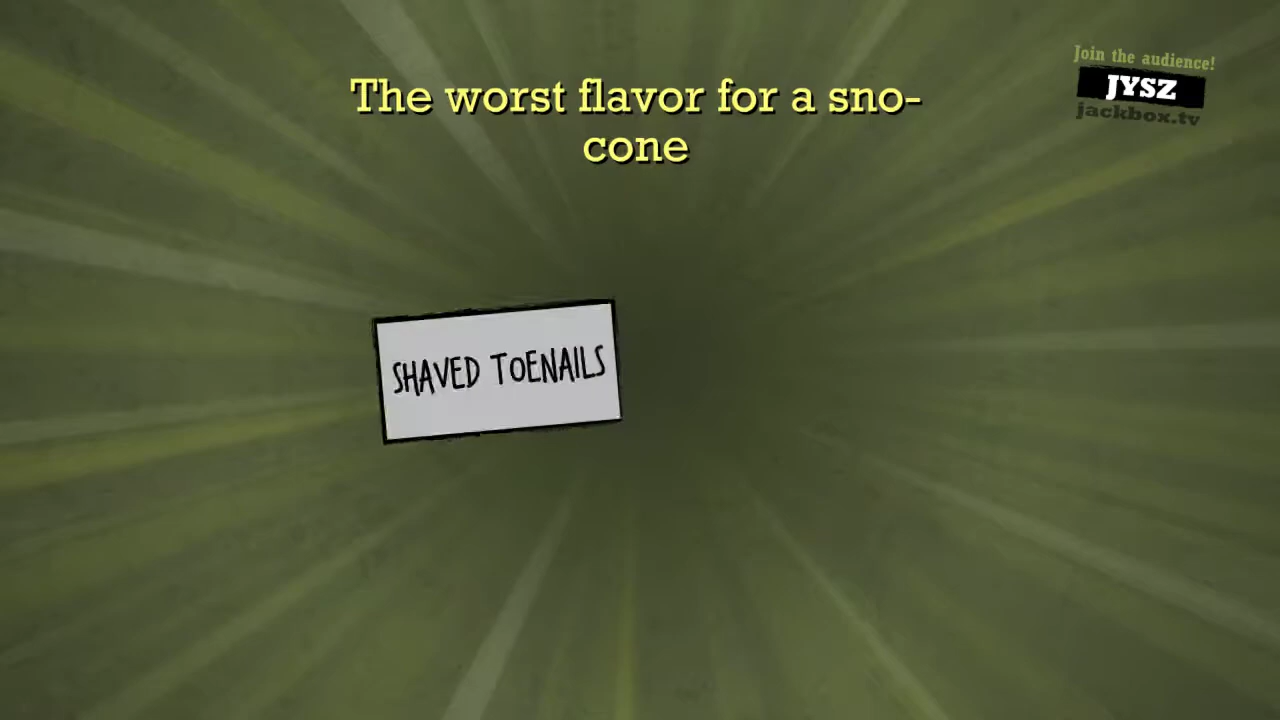 Join the audience!
JYSZ
jackbox.tv
The worst flavor for a sno-
cone
SHAVED TOENAILS